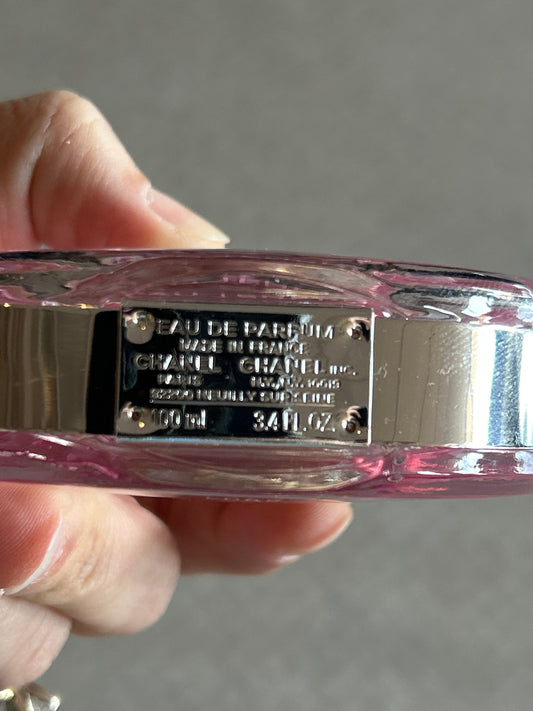 EAU DE PARFUM
MADE IN FRANCE
CHANEL CHANEL INC.
PARIS N.Y. N.Y. 10019
92200 NEUILLY SUR SEINE
100 ml 3.4 FL. OZ.